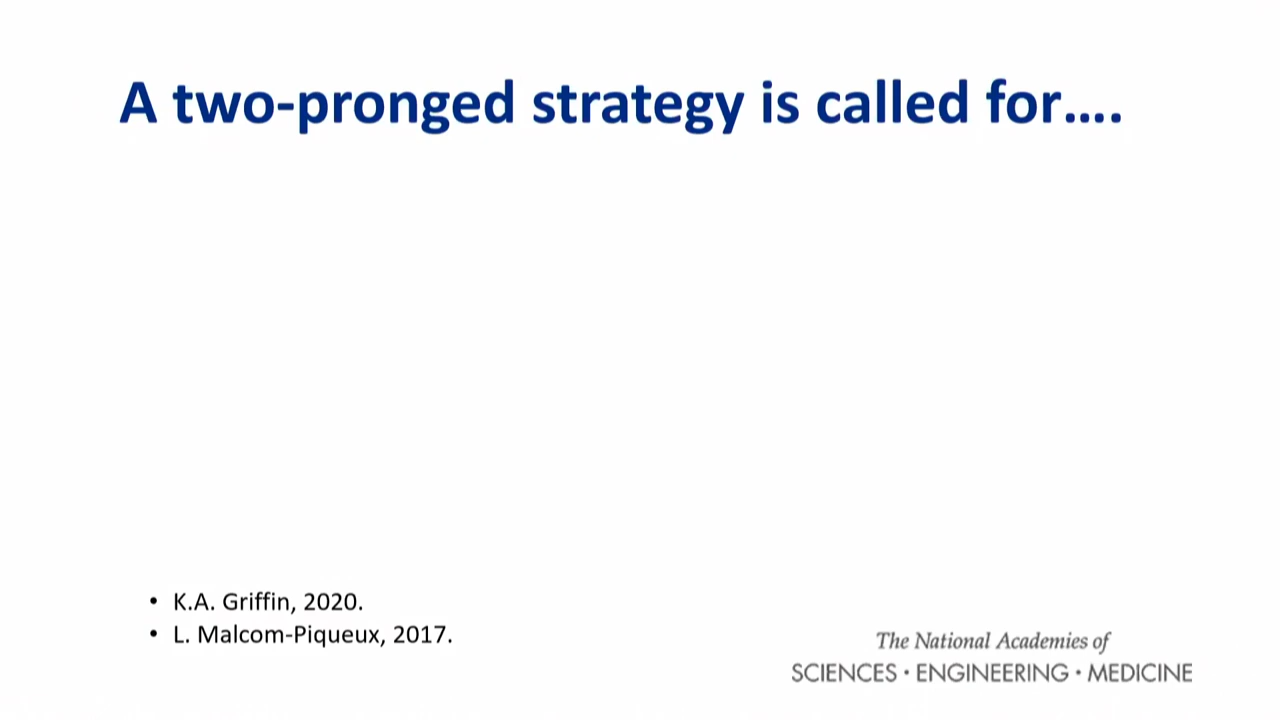 A two-pronged strategy is called for....
• K.A. Griffin, 2020.
• L. Malcom-Piqueux, 2017.
The National Academies of
SCIENCES · ENGINEERING · MEDICINE